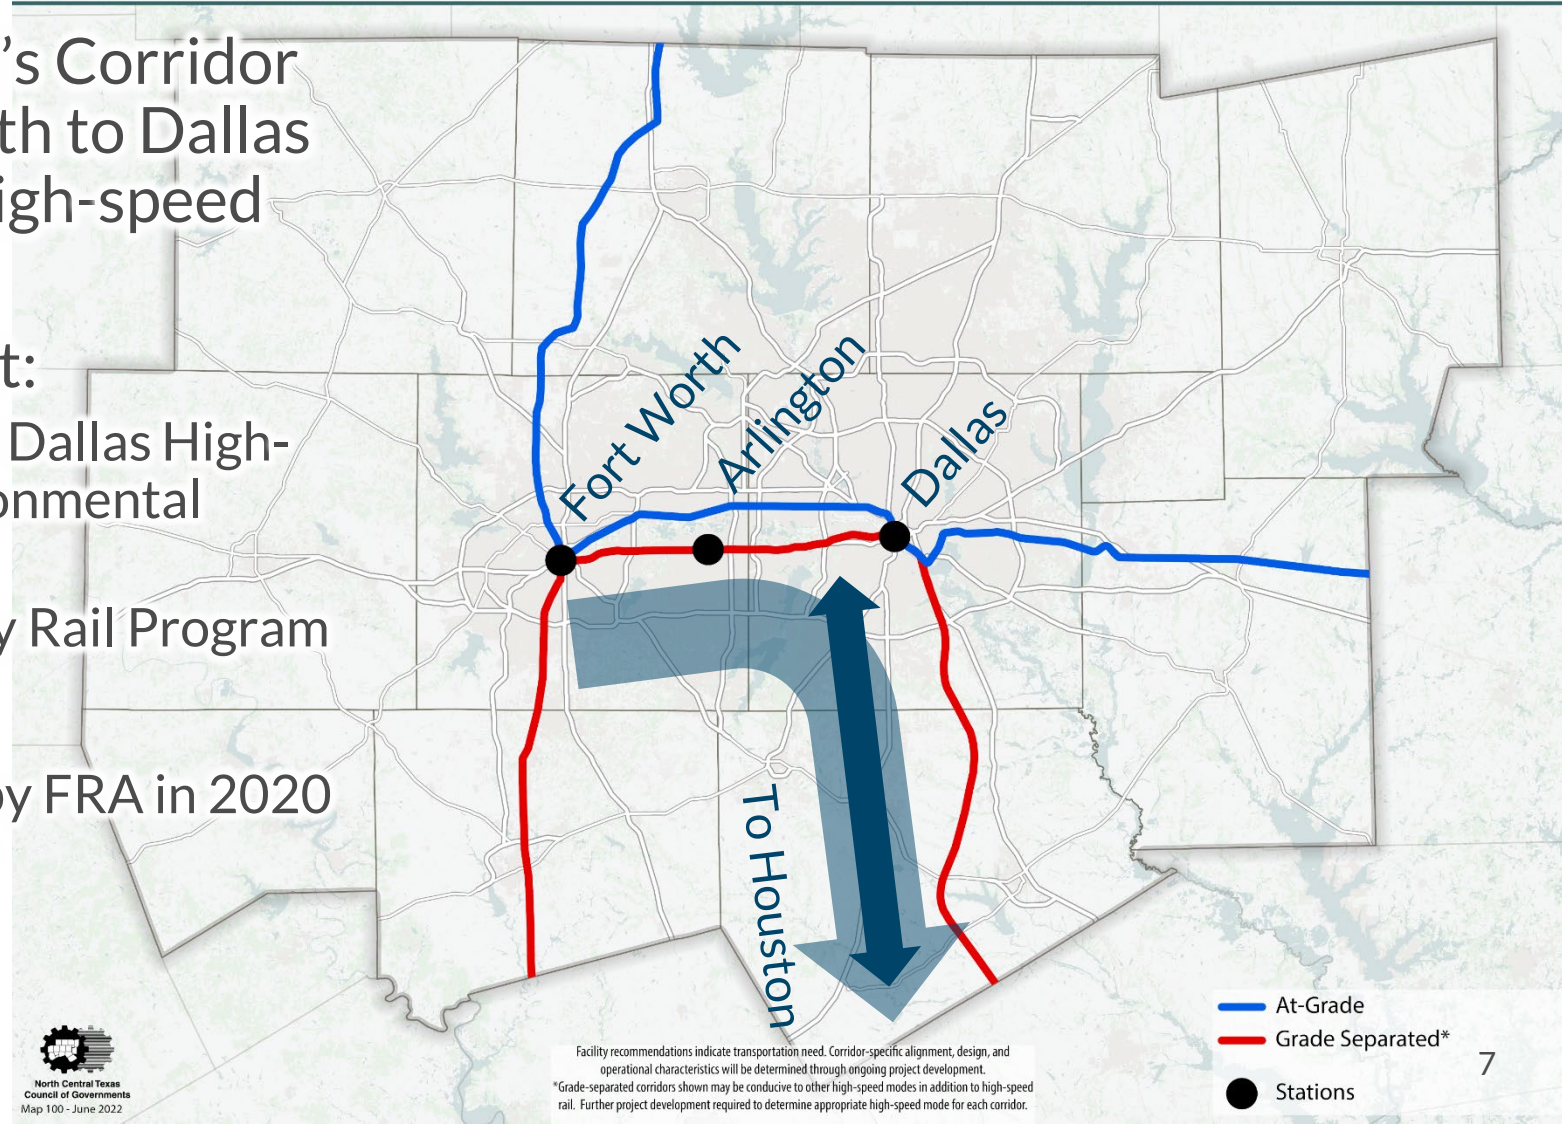 ’s Corridor
th to Dallas
igh-speed
t:
Dallas High-
onmental
y Rail Program
by FRA in 2020
Fort Worth
Arlington
Dallas
To Houston
At-Grade
Grade Separated*
Stations
7
Facility recommendations indicate transportation need. Corridor-specific alignment, design, and
operational characteristics will be determined through ongoing project development.
*Grade-separated corridors shown may be conducive to other high-speed modes in addition to high-speed
rail. Further project development required to determine appropriate high-speed mode for each corridor.
North Central Texas
Council of Governments
Map 100 - June 2022